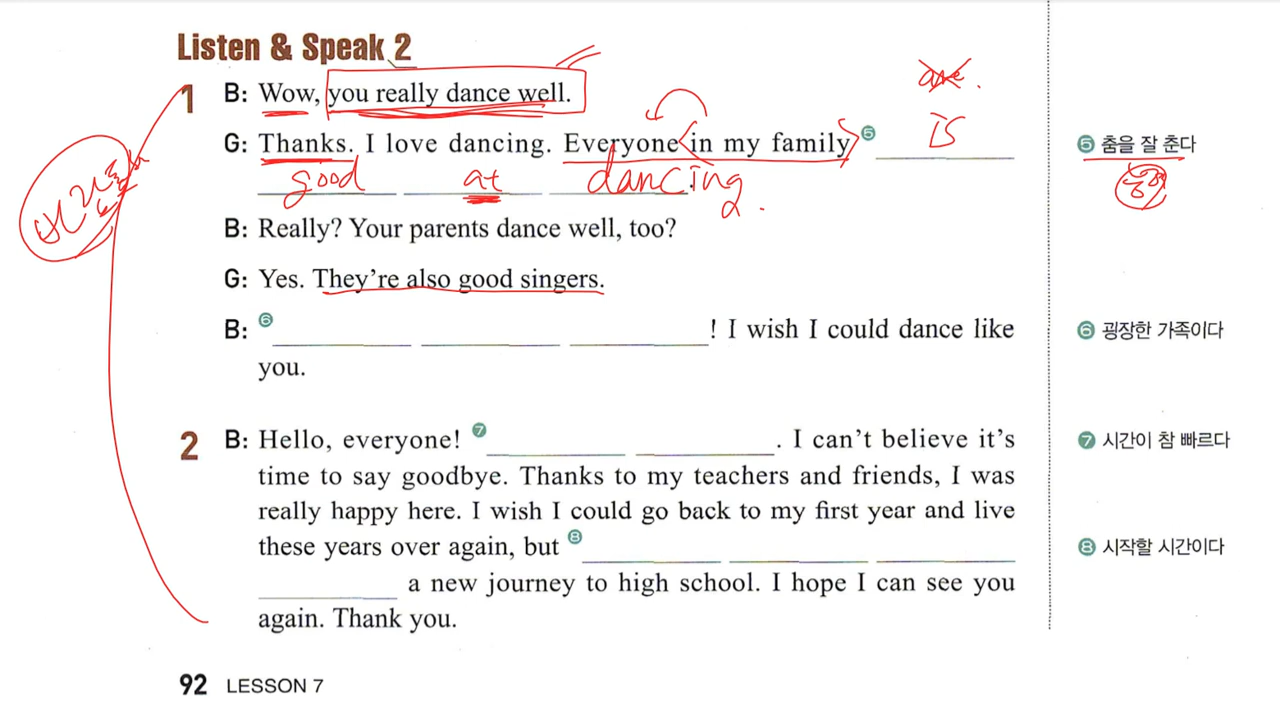 Listen & Speak 2
are.
1 B: Wow, you really dance well.
G: Thanks. I love dancing. Everyone in my family ⑤ is
good at dancing.
⑤ 춤을 잘 춘다
B: Really? Your parents dance well, too?
G: Yes. They're also good singers.
B: ⑥ ! I wish I could dance like
you.
⑥ 굉장한 가족이다
2 B: Hello, everyone! ⑦ . I can't believe it's
time to say goodbye. Thanks to my teachers and friends, I was
really happy here. I wish I could go back to my first year and live
these years over again, but ⑧
a new journey to high school. I hope I can see you
again. Thank you.
⑦ 시간이 참 빠르다
⑧ 시작할 시간이다
92 LESSON 7